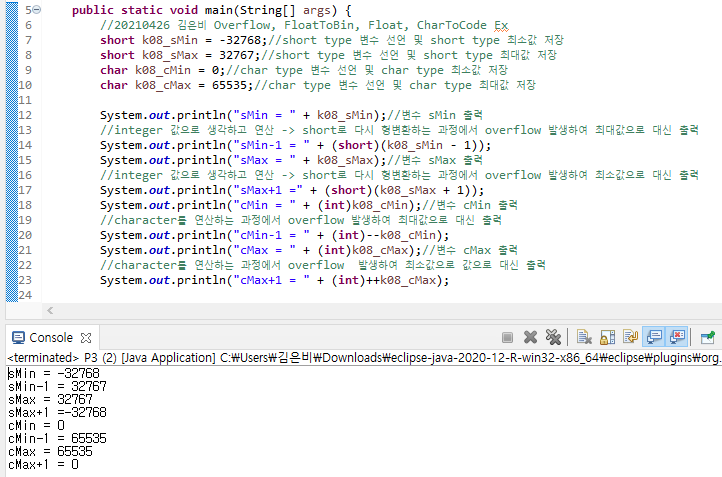 5 public static void main(String[] args) {
6 //20210426 김은비 Overflow, FloatToBin, Float, CharToCode Ex
7 short k08_sMin = -32768;//short type 변수 선언 및 short type 최소값 저장
8 short k08_sMax = 32767;//short type 변수 선언 및 short type 최대값 저장
9 char k08_cMin = 0;//char type 변수 선언 및 char type 최소값 저장
10 char k08_cMax = 65535;//char type 변수 선언 및 char type 최대값 저장
11
12 System.out.println("sMin = " + k08_sMin);//변수 sMin 출력
13 //integer 값으로 생각하고 연산 -> short로 다시 형변환하는 과정에서 overflow 발생하여 최대값으로 대신 출력
14 System.out.println("sMin-1 = " + (short)(k08_sMin - 1));
15 System.out.println("sMax = " + k08_sMax);//변수 sMax 출력
16 //integer 값으로 생각하고 연산 -> short로 다시 형변환하는 과정에서 overflow 발생하여 최소값으로 대신 출력
17 System.out.println("sMax+1 =" + (short)(k08_sMax + 1));
18 System.out.println("cMin = " + (int)k08_cMin);//변수 cMin 출력
19 //character를 연산하는 과정에서 overflow 발생하여 최대값으로 대신 출력
20 System.out.println("cMin-1 = " + (int)--k08_cMin);
21 System.out.println("cMax = " + (int)k08_cMax);//변수 cMax 출력
22 //character를 연산하는 과정에서 overflow  발생하여 최소값으로 값으로 대신 출력
23 System.out.println("cMax+1 = " + (int)++k08_cMax);
24
Console
<terminated> P3 (2) [Java Application] C:₩Users₩김은비₩Downloads₩eclipse-java-2020-12-R-win32-x86_64₩eclipse₩plugins₩org.
sMin = -32768
sMin-1 = 32767
sMax = 32767
sMax+1 =-32768
cMin = 0
cMin-1 = 65535
cMax = 65535
cMax+1 = 0